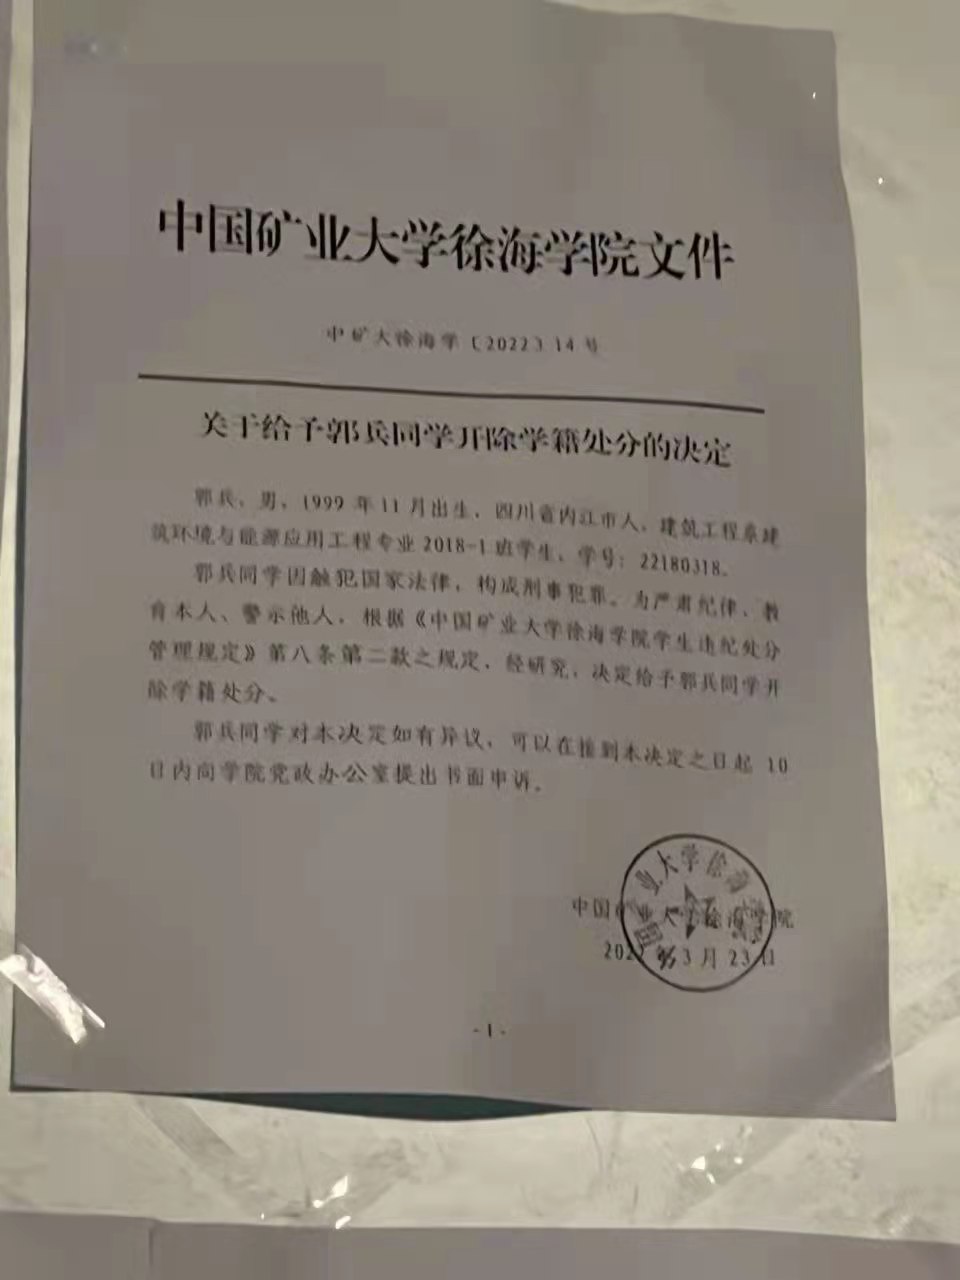 中国矿业大学徐海学院文件
中矿大徐海学〔2022〕14号
关于给予郭兵同学开除学籍处分的决定
郭兵，男，1999年11月出生，四川省内江市人，建筑工程系建
筑环境与能源应用工程专业2018-1班学生，学号：22180318。
郭兵同学因触犯国家法律，构成刑事犯罪。为严肃纪律、教
育本人、警示他人，根据《中国矿业大学徐海学院学生违纪处分
管理规定》第八条第二款之规定，经研究，决定给予郭兵同学开
除学籍处分。
郭兵同学对本决定如有异议，可以在接到本决定之日起10
日内向学院党政办公室提出书面申诉。
中国矿业大学徐海学院
2022年3月23日
-1-